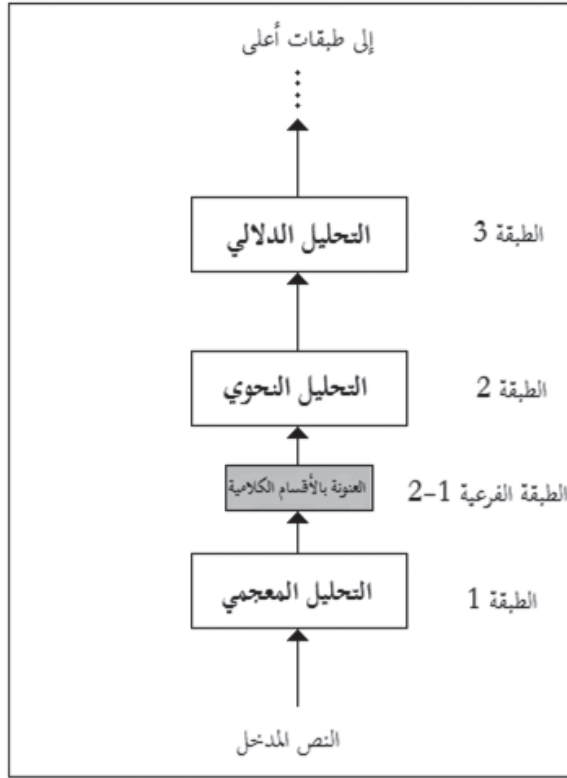 إلى طبقات أعلى
التحليل الدلالي
الطبقة 3
التحليل النحوي
الطبقة 2
العنونة بالأقسام الكلامية
الطبقة الفرعية 1-2
التحليل المعجمي
الطبقة 1
النص المدخل